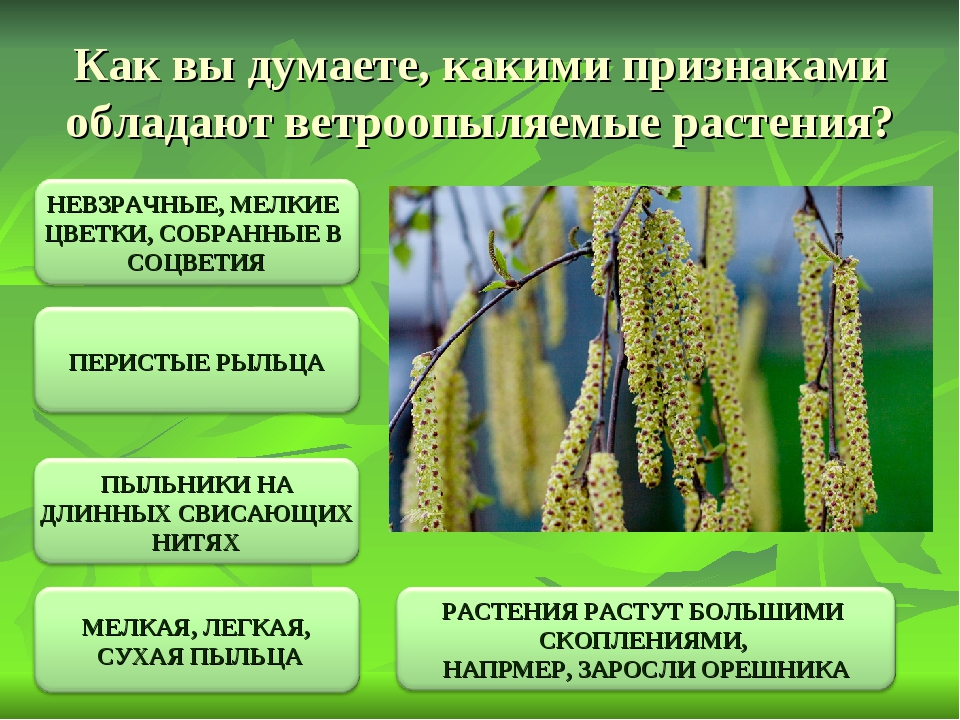 Как вы думаете, какими признаками
обладают ветроопыляемые растения?
НЕВЗРАЧНЫЕ, МЕЛКИЕ
ЦВЕТКИ, СОБРАННЫЕ В
СОЦВЕТИЯ
ПЕРИСТЫЕ РЫЛЬЦА
ПЫЛЬНИКИ НА
ДЛИННЫХ СВИСАЮЩИХ
НИТЯХ
МЕЛКАЯ, ЛЕГКАЯ,
СУХАЯ ПЫЛЬЦА
РАСТЕНИЯ РАСТУТ БОЛЬШИМИ
СКОПЛЕНИЯМИ,
НАПРМЕР, ЗАРОСЛИ ОРЕШНИКА